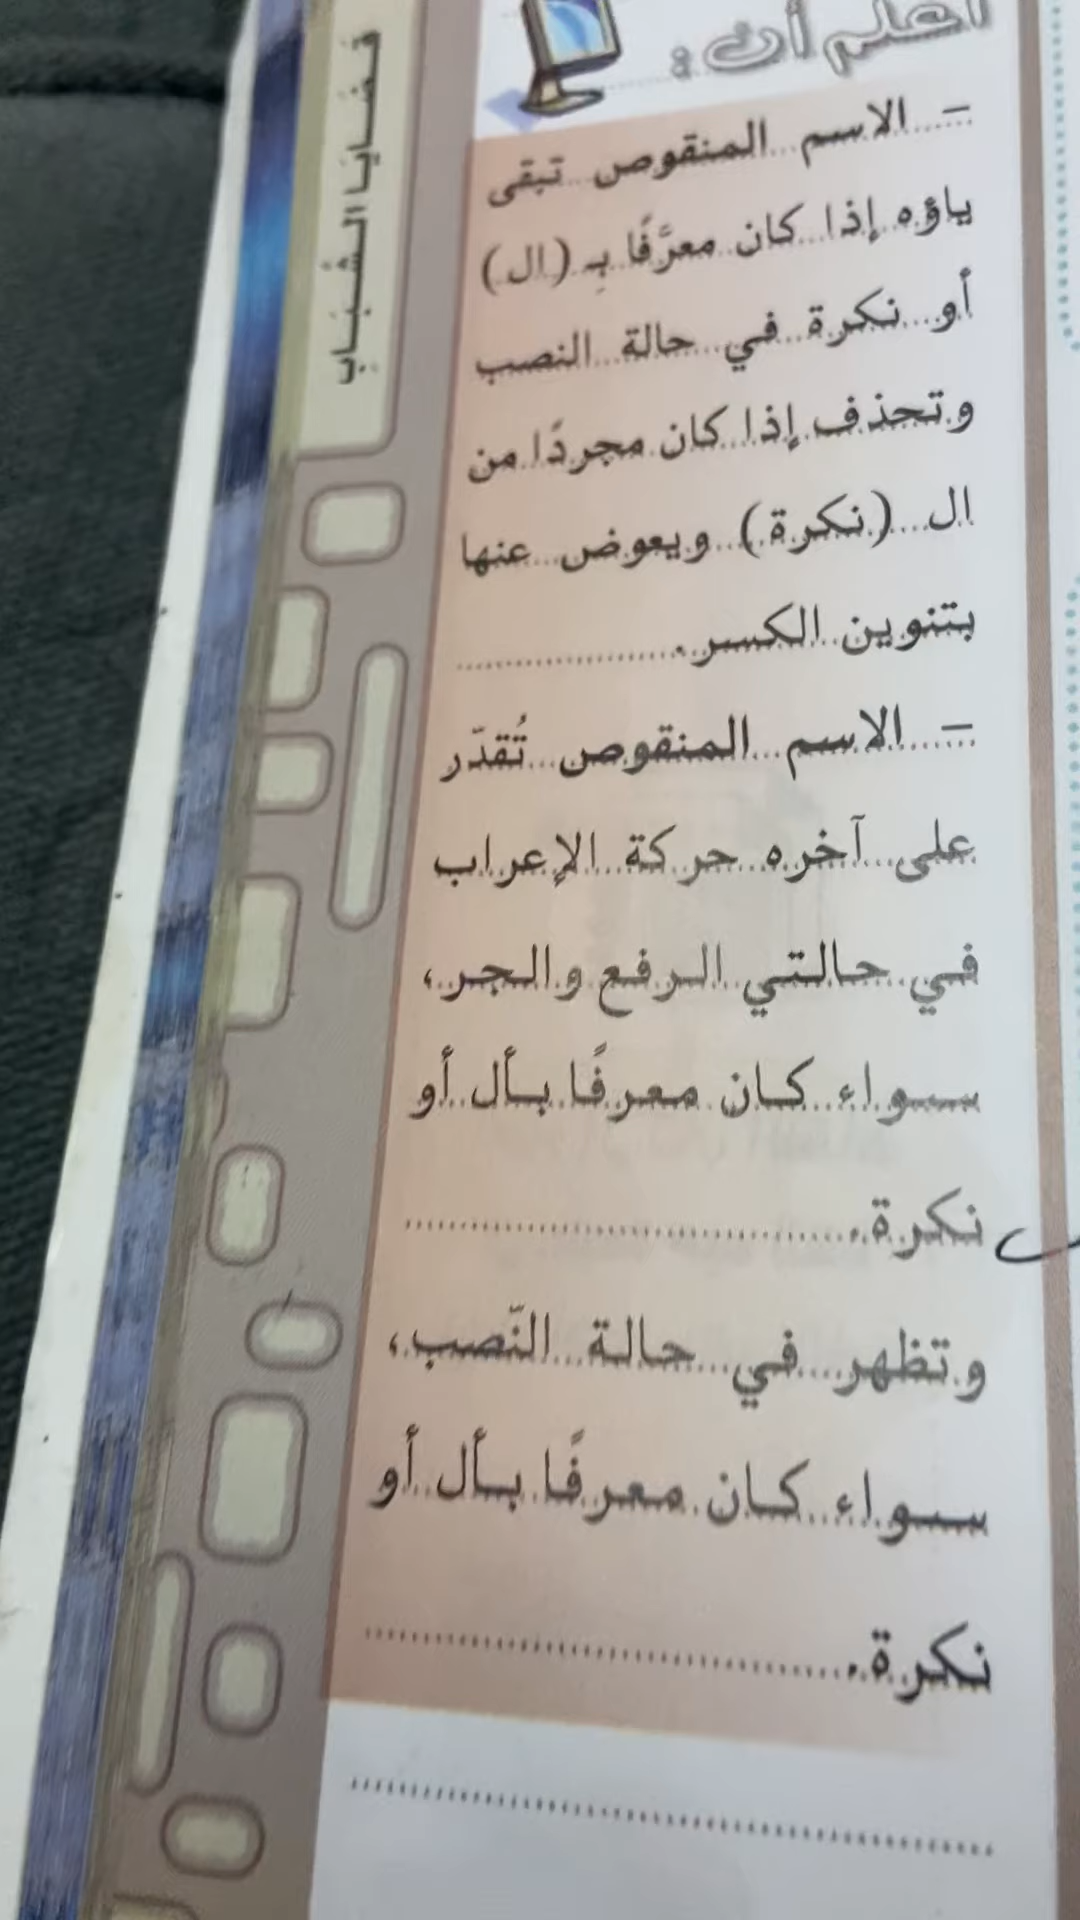 أعلم أن:
– الاسم المنقوص تبقى
ياؤه إذا كان معرَّفًا بـِ (ال)
أو نكرة في حالة النصب
وتحذف إذا كان مجردًا من
ال (نكرة) ويعوض عنها
بتنوين الكسر.
– الاسم المنقوص تُقدّر
على آخره حركة الإعراب
في حالتي الرفع والجر،
سواء كان معرفًا بأل أو
نكرة.
وتظهر في حالة النّصب،
سواء كان معرفًا بأل أو
نكرة.
قضايا الشباب